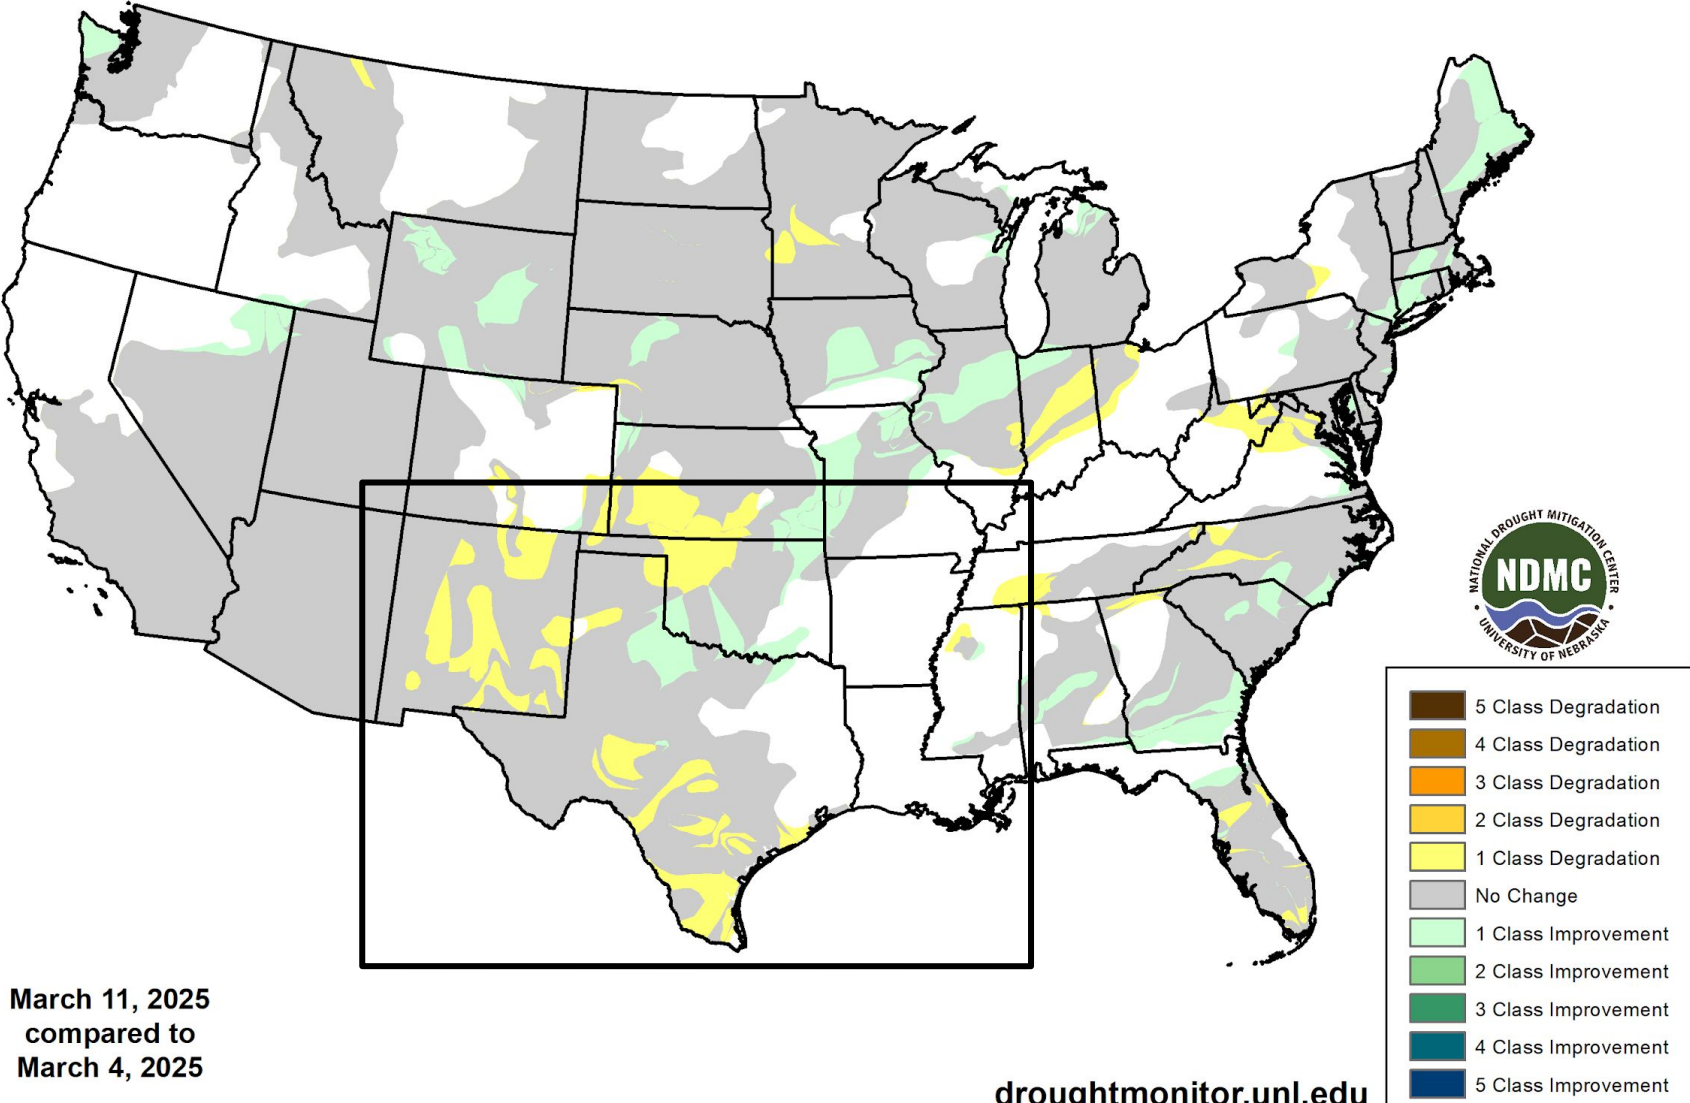 NATIONAL DROUGHT MITIGATION CENTER
NDMC
UNIVERSITY OF NEBRASKA
5 Class Degradation
4 Class Degradation
3 Class Degradation
2 Class Degradation
1 Class Degradation
No Change
1 Class Improvement
2 Class Improvement
3 Class Improvement
4 Class Improvement
5 Class Improvement
March 11, 2025
compared to
March 4, 2025
droughtmonitor.unl.edu